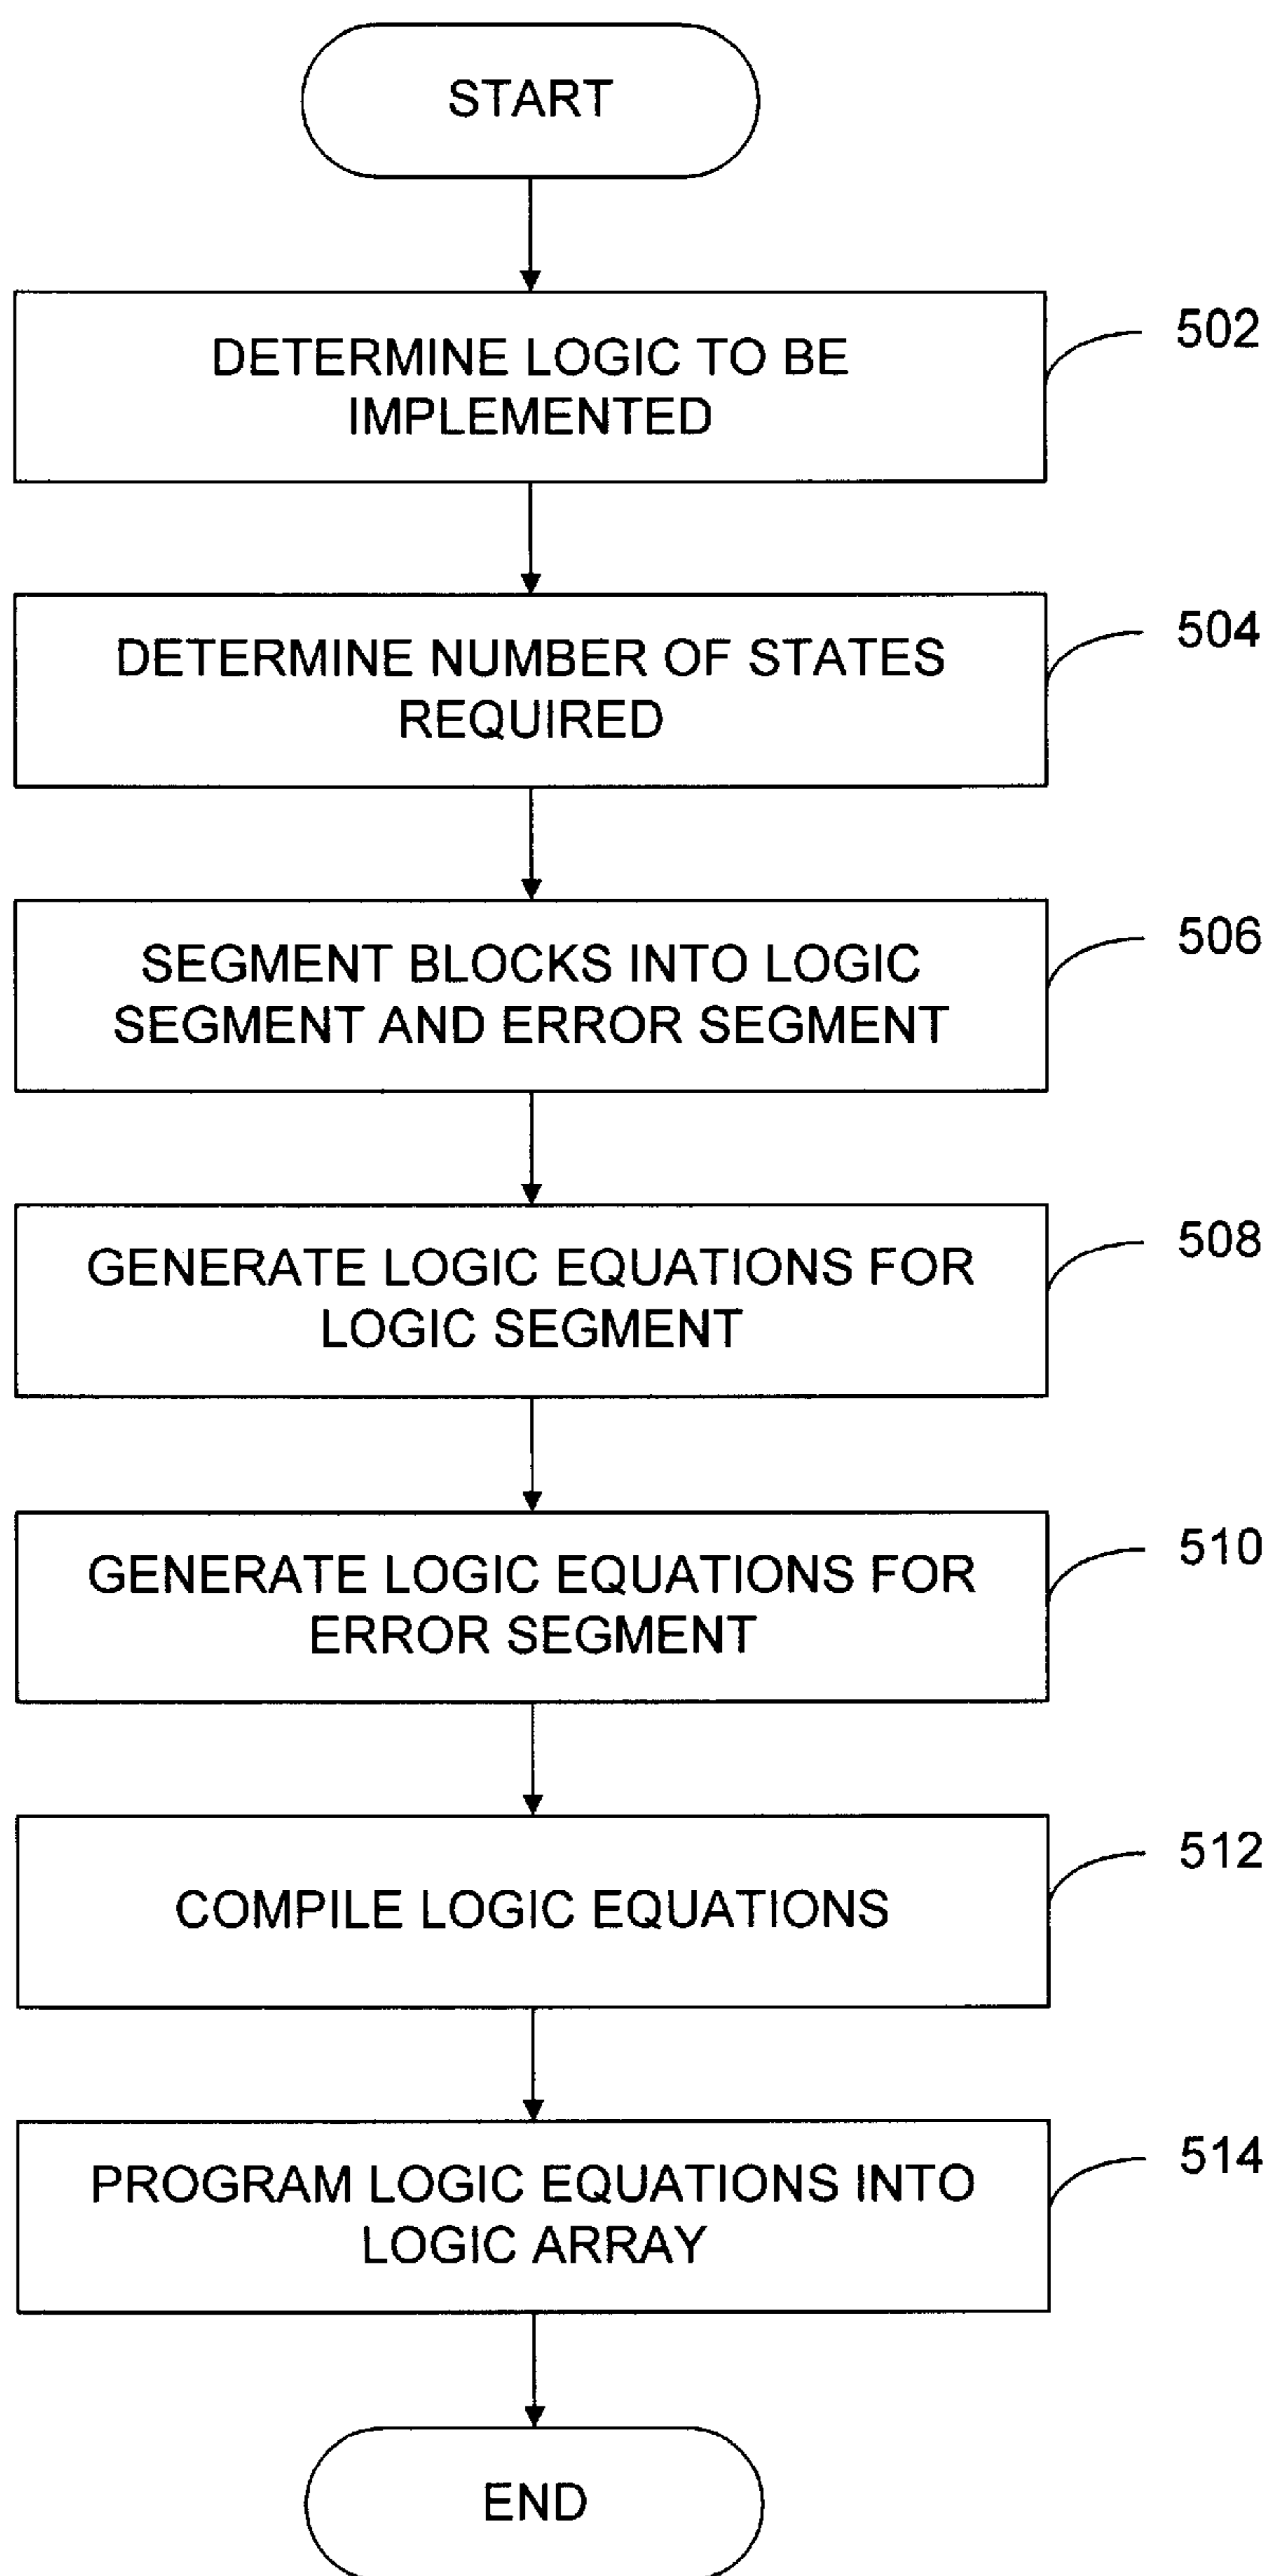 START
DETERMINE LOGIC TO BE
IMPLEMENTED
502
DETERMINE NUMBER OF STATES
REQUIRED
504
SEGMENT BLOCKS INTO LOGIC
SEGMENT AND ERROR SEGMENT
506
GENERATE LOGIC EQUATIONS FOR
LOGIC SEGMENT
508
GENERATE LOGIC EQUATIONS FOR
ERROR SEGMENT
510
COMPILE LOGIC EQUATIONS
512
PROGRAM LOGIC EQUATIONS INTO
LOGIC ARRAY
514
END